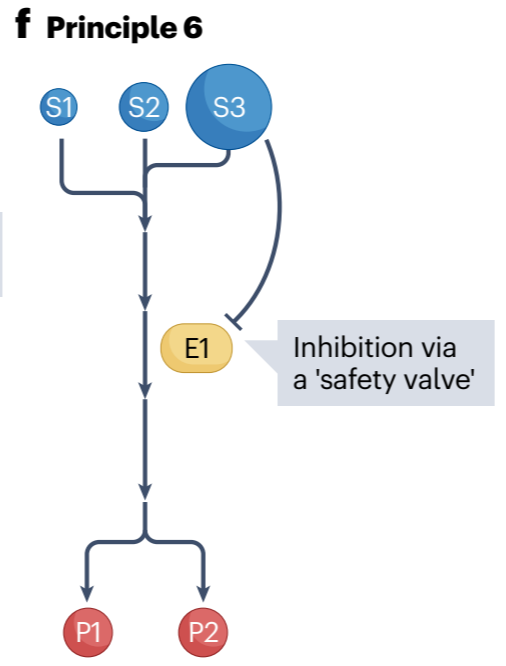 f Principle 6
S1 S2 S3
E1
Inhibition via
a 'safety valve'
P1 P2